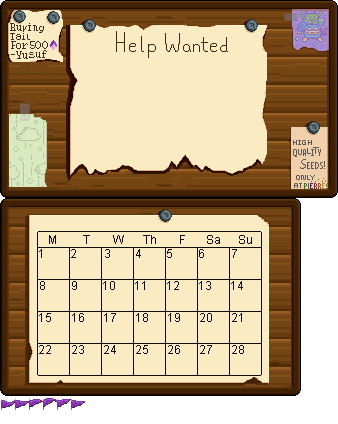 Buying
Tail
For 500
-Yusuf
Help Wanted
HIGH
QUALITY
SEEDS!
ONLY...
AT PIERRE'S
M T W Th F Sa Su
1 2 3 4 5 6 7
8 9 10 11 12 13 14
15 16 17 18 19 20 21
22 23 24 25 26 27 28